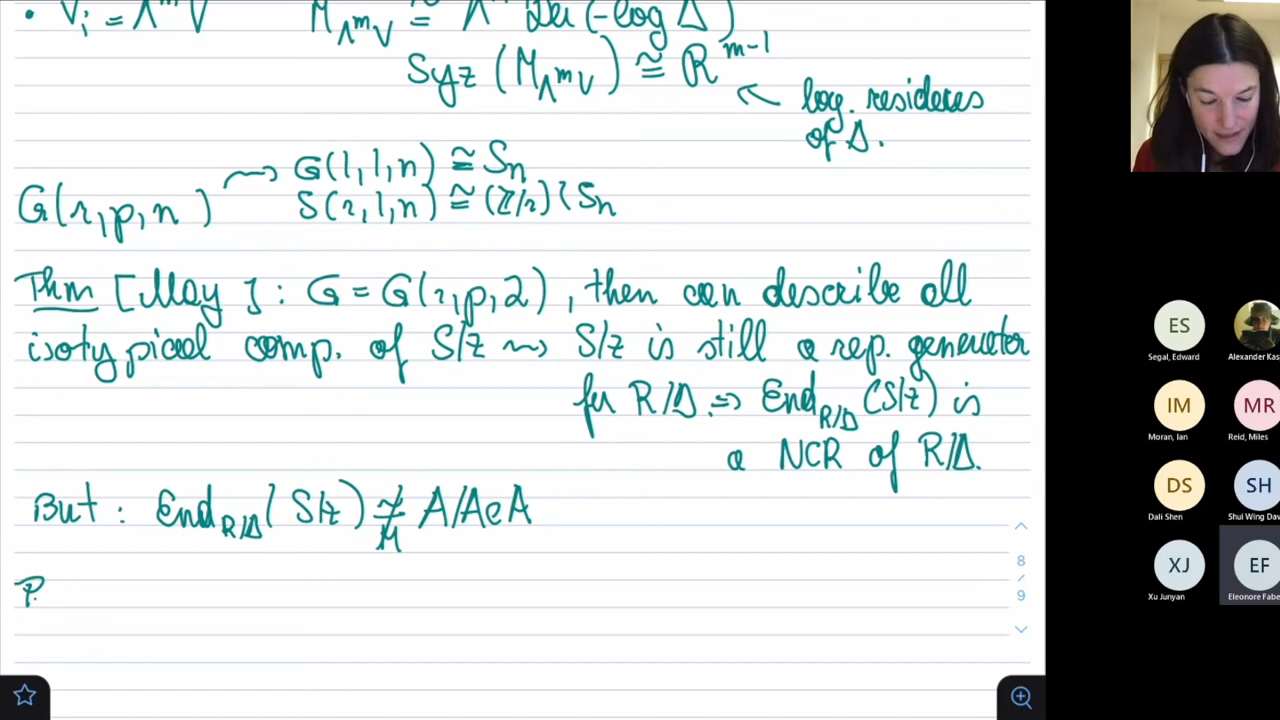 • V_i = Λ^m V M_{Λ^m V} ≅ Λ^m Der(-log Δ)
Syz (M_{Λ^m V}) ≅ R^{m-1}
↖ log. residues
of Δ.
G(r,p,n) ⤳ G(1,1,n) ≅ S_n
S(r,1,n) ≅ (Z/r) ≀ S_n
Thm [May]: G = G(r,p,2), then can describe all
isotypical comp. of S/z ⤳ S/z is still a rep. generator
for R/Δ. ⇒ End_{R/Δ}(S/z) is
a NCR of R/Δ.
But: End_{R/Δ}(S/z) ≁_M A/AeA
P.
8
/
9
ES
Segal, Edward
Alexander Kas
IM
Moran, Ian
MR
Reid, Miles
DS
Dali Shen
SH
Shui Wing Dav
XJ
Xu Junyan
EF
Eleonore Fabe